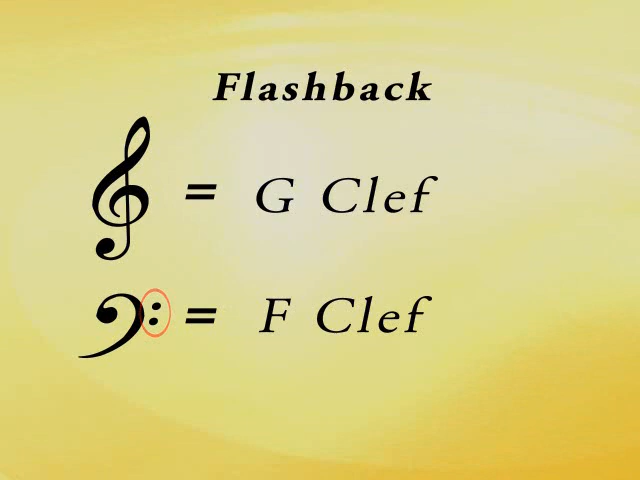 Flashback
= G Clef
= F Clef